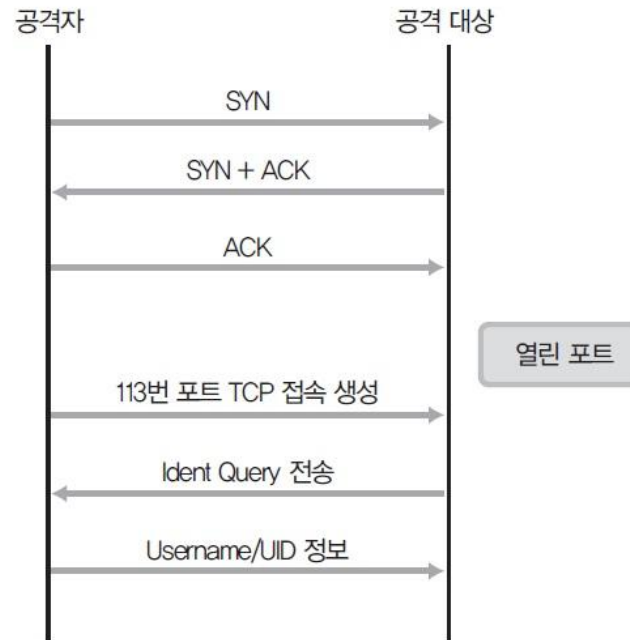 공격자
공격 대상
SYN
SYN + ACK
ACK
열린 포트
113번 포트 TCP 접속 생성
Ident Query 전송
Username/UID 정보